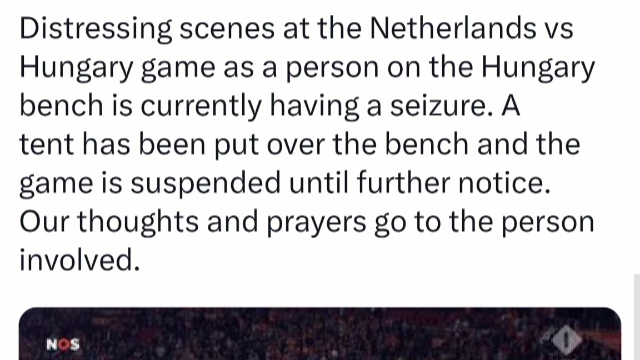 Distressing scenes at the Netherlands vs
Hungary game as a person on the Hungary
bench is currently having a seizure. A
tent has been put over the bench and the
game is suspended until further notice.
Our thoughts and prayers go to the person
involved.
NOS
1